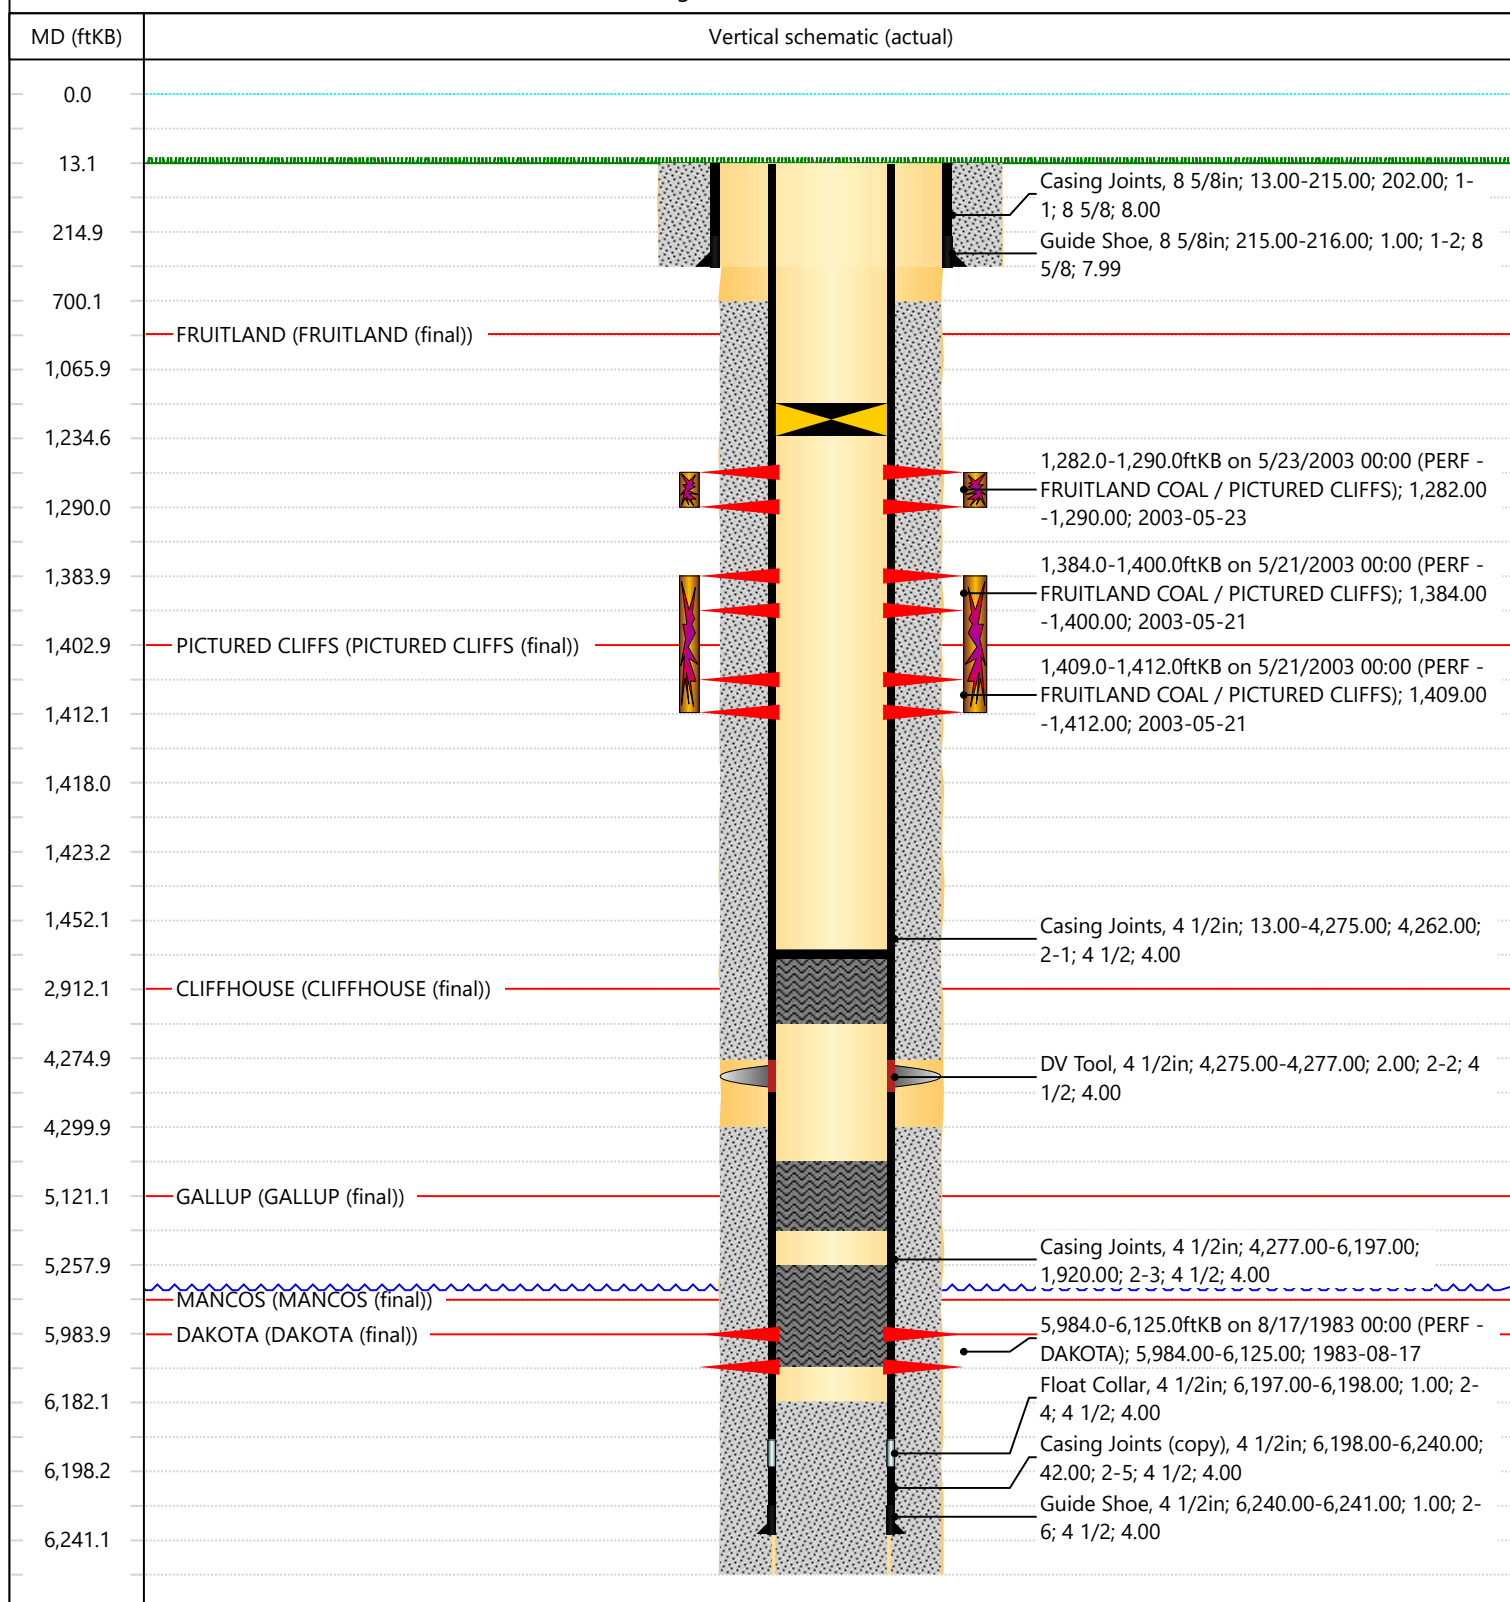 MD (ftKB)
Vertical schematic (actual)
0.0
13.1
Casing Joints, 8 5/8in; 13.00-215.00; 202.00; 1-
1; 8 5/8; 8.00
214.9
Guide Shoe, 8 5/8in; 215.00-216.00; 1.00; 1-2; 8
5/8; 7.99
700.1
FRUITLAND (FRUITLAND (final))
1,065.9
1,234.6
1,282.0-1,290.0ftKB on 5/23/2003 00:00 (PERF -
FRUITLAND COAL / PICTURED CLIFFS); 1,282.00
-1,290.00; 2003-05-23
1,290.0
1,383.9
1,384.0-1,400.0ftKB on 5/21/2003 00:00 (PERF -
FRUITLAND COAL / PICTURED CLIFFS); 1,384.00
-1,400.00; 2003-05-21
1,402.9
PICTURED CLIFFS (PICTURED CLIFFS (final))
1,409.0-1,412.0ftKB on 5/21/2003 00:00 (PERF -
FRUITLAND COAL / PICTURED CLIFFS); 1,409.00
-1,412.00; 2003-05-21
1,412.1
1,418.0
1,423.2
1,452.1
Casing Joints, 4 1/2in; 13.00-4,275.00; 4,262.00;
2-1; 4 1/2; 4.00
2,912.1
CLIFFHOUSE (CLIFFHOUSE (final))
4,274.9
DV Tool, 4 1/2in; 4,275.00-4,277.00; 2.00; 2-2; 4
1/2; 4.00
4,299.9
5,121.1
GALLUP (GALLUP (final))
5,257.9
Casing Joints, 4 1/2in; 4,277.00-6,197.00;
1,920.00; 2-3; 4 1/2; 4.00
MANCOS (MANCOS (final))
5,983.9
DAKOTA (DAKOTA (final))
5,984.0-6,125.0ftKB on 8/17/1983 00:00 (PERF -
DAKOTA); 5,984.00-6,125.00; 1983-08-17
6,182.1
Float Collar, 4 1/2in; 6,197.00-6,198.00; 1.00; 2-
4; 4 1/2; 4.00
6,198.2
Casing Joints (copy), 4 1/2in; 6,198.00-6,240.00;
42.00; 2-5; 4 1/2; 4.00
Guide Shoe, 4 1/2in; 6,240.00-6,241.00; 1.00; 2-
6; 4 1/2; 4.00
6,241.1